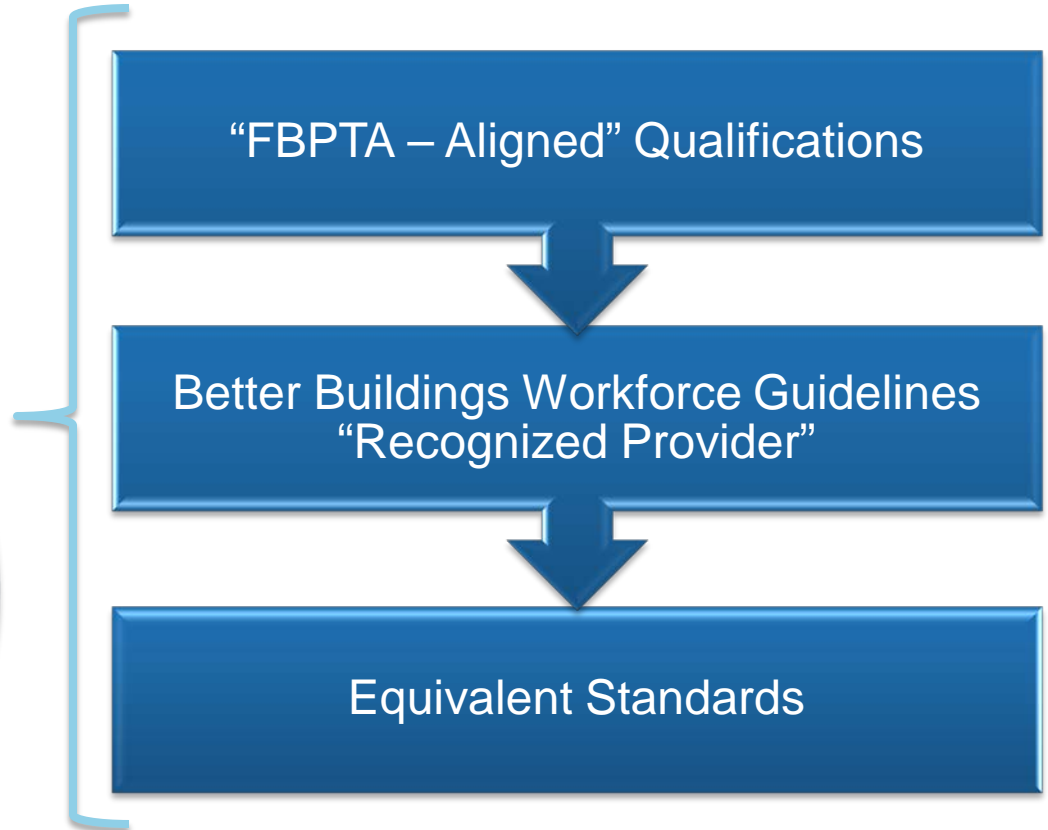 “FBPTA – Aligned” Qualifications
Better Buildings Workforce Guidelines
“Recognized Provider”
Equivalent Standards